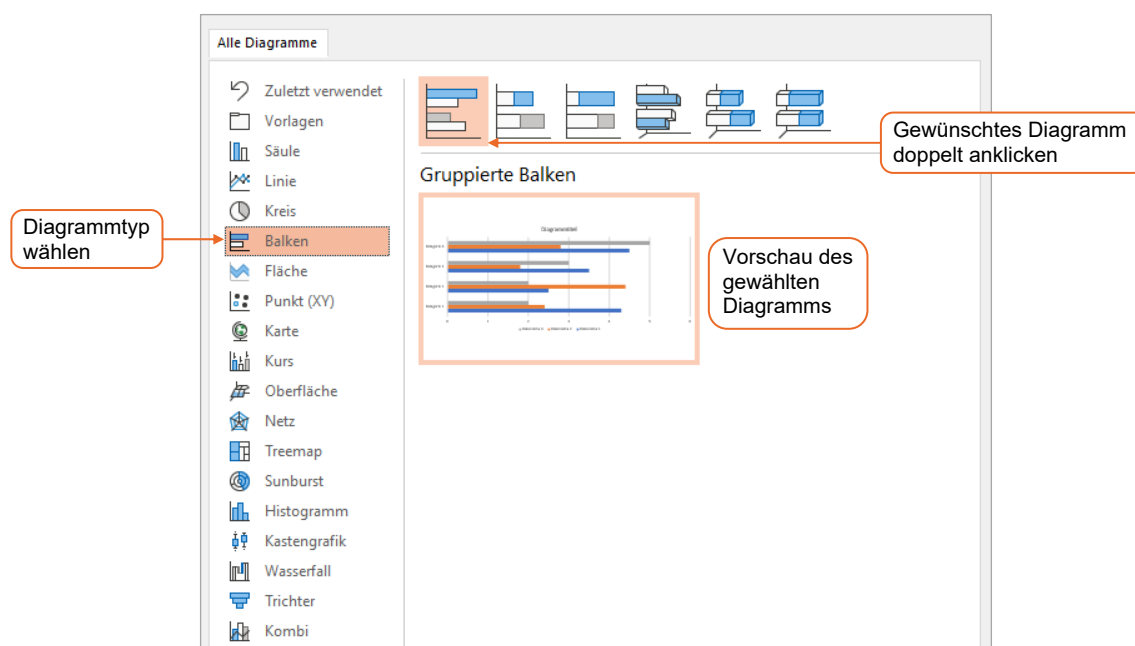 Alle Diagramme
Zuletzt verwendet
Vorlagen
Säule
Linie
Kreis
Balken
Fläche
Punkt (XY)
Karte
Kurs
Oberfläche
Netz
Treemap
Sunburst
Histogramm
Kastengrafik
Wasserfall
Trichter
Kombi
Diagrammtyp
wählen
Gewünschtes Diagramm
doppelt anklicken
Gruppierte Balken
Diagrammtitel
Vorschau des
gewählten
Diagramms